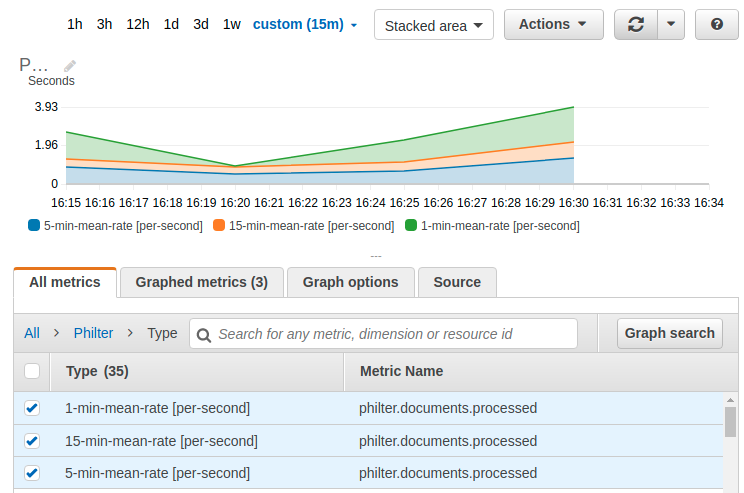 1h 3h 12h 1d 3d 1w custom (15m) Stacked area Actions
P...
Seconds
3.93
1.96
0
16:15 16:16 16:17 16:18 16:19 16:20 16:21 16:22 16:23 16:24 16:25 16:26 16:27 16:28 16:29 16:30 16:31 16:32 16:33 16:34
5-min-mean-rate [per-second] 15-min-mean-rate [per-second] 1-min-mean-rate [per-second]
All metrics Graphed metrics (3) Graph options Source
All > Philter > Type Search for any metric, dimension or resource id Graph search
Type (35) Metric Name
1-min-mean-rate [per-second] philter.documents.processed
15-min-mean-rate [per-second] philter.documents.processed
5-min-mean-rate [per-second] philter.documents.processed